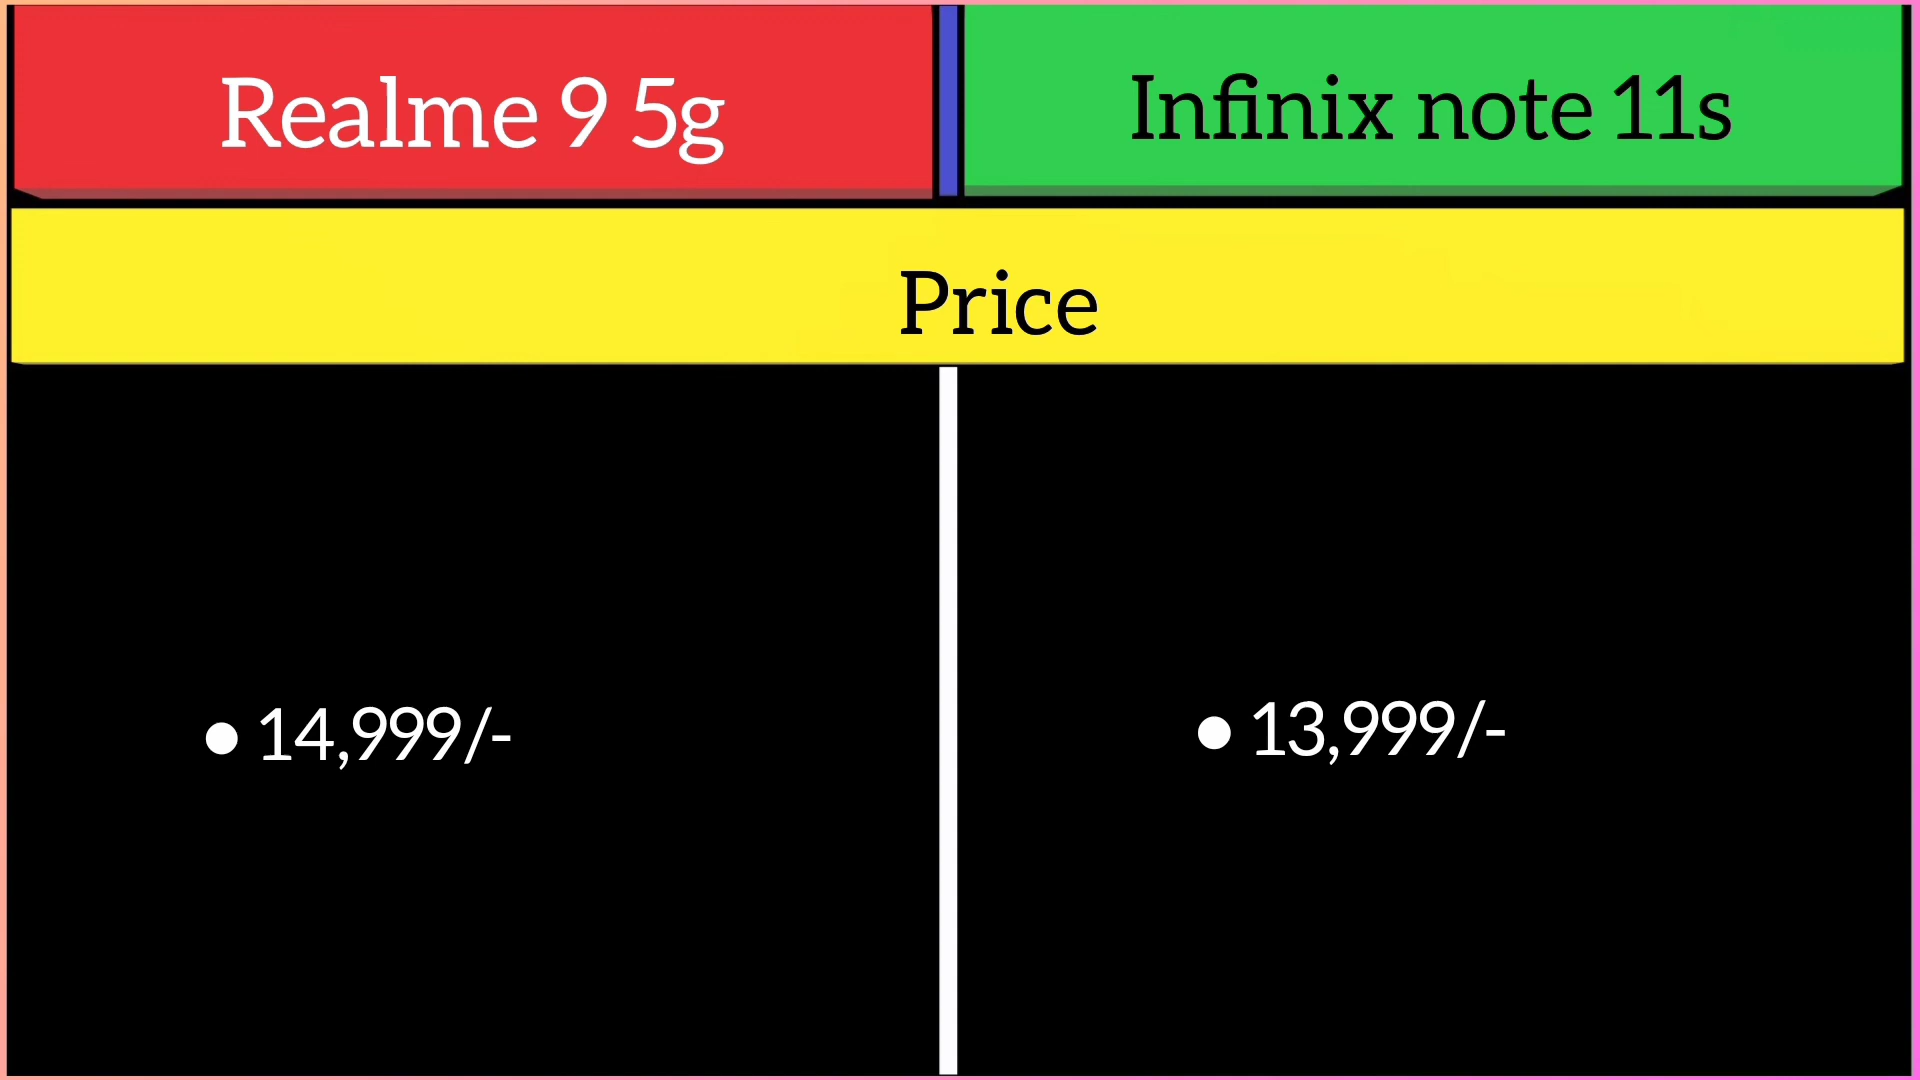 Realme 9 5g
Infinix note 11s
Price
● 14,999/-
● 13,999/-